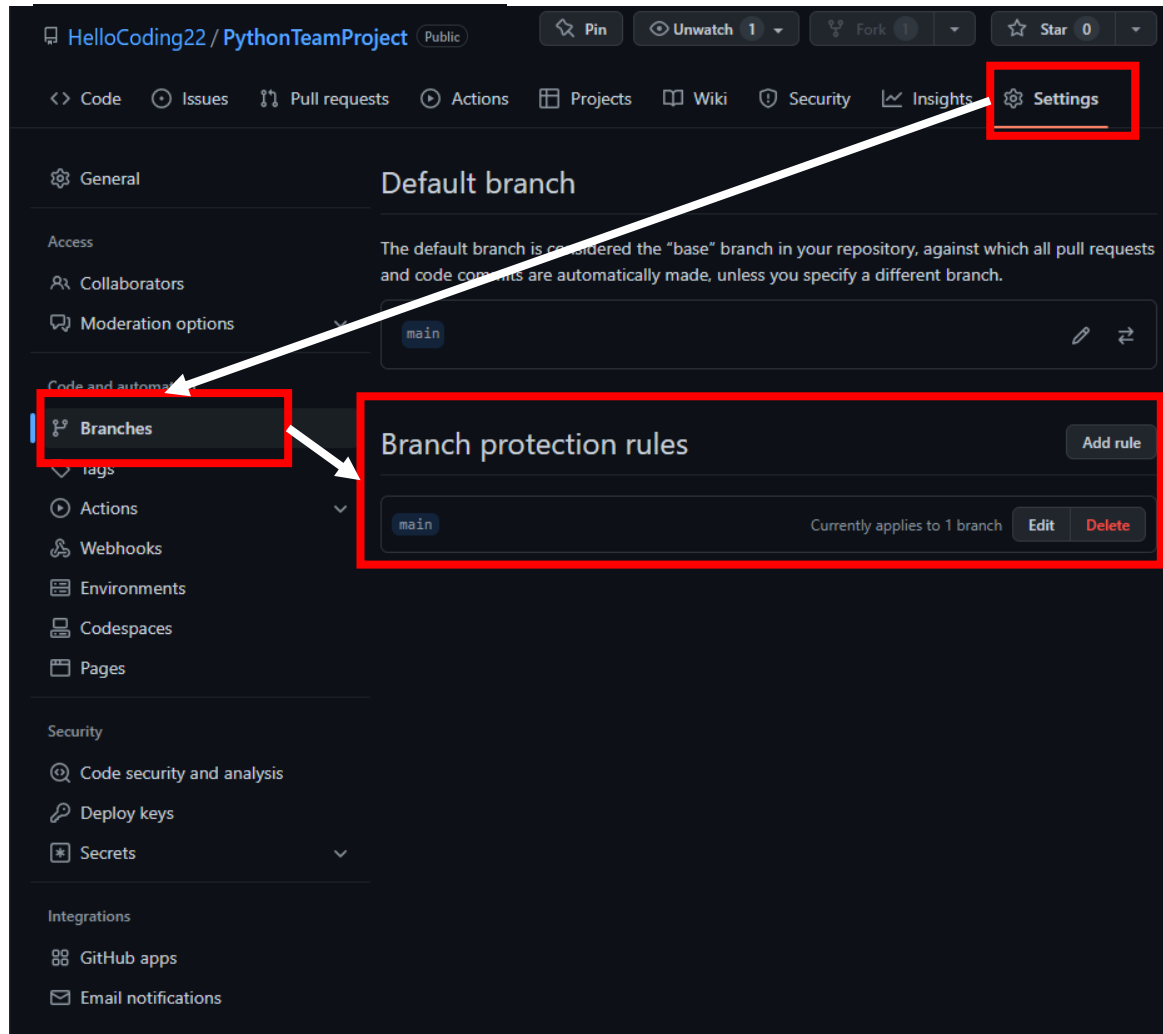 HelloCoding22 / PythonTeamProject Public
Pin
Unwatch 1
Fork 1
Star 0
Code
Issues
Pull requests
Actions
Projects
Wiki
Security
Insights
Settings
General
Access
Collaborators
Moderation options
Code and automation
Branches
Tags
Actions
Webhooks
Environments
Codespaces
Pages
Security
Code security and analysis
Deploy keys
Secrets
Integrations
GitHub apps
Email notifications
Default branch
The default branch is considered the “base” branch in your repository, against which all pull requests
and code commits are automatically made, unless you specify a different branch.
main
Branch protection rules
Add rule
main
Currently applies to 1 branch
Edit
Delete